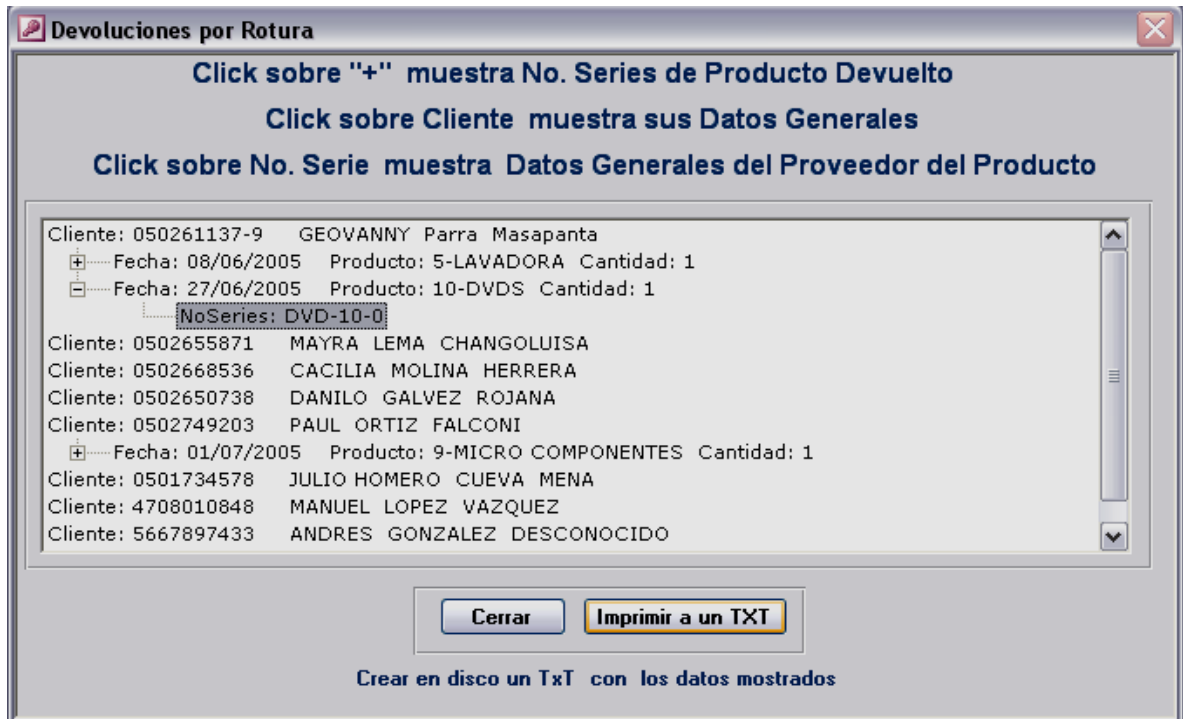 Devoluciones por Rotura
Click sobre "+" muestra No. Series de Producto Devuelto
Click sobre Cliente muestra sus Datos Generales
Click sobre No. Serie muestra Datos Generales del Proveedor del Producto
Cliente: 050261137-9 GEOVANNY Parra Masapanta
Fecha: 08/06/2005 Producto: 5-LAVADORA Cantidad: 1
Fecha: 27/06/2005 Producto: 10-DVDS Cantidad: 1
NoSeries: DVD-10-0
Cliente: 0502655871 MAYRA LEMA CHANGOLUISA
Cliente: 0502668536 CACILIA MOLINA HERRERA
Cliente: 0502650738 DANILO GALVEZ ROJANA
Cliente: 0502749203 PAUL ORTIZ FALCONI
Fecha: 01/07/2005 Producto: 9-MICRO COMPONENTES Cantidad: 1
Cliente: 0501734578 JULIO HOMERO CUEVA MENA
Cliente: 4708010848 MANUEL LOPEZ VAZQUEZ
Cliente: 5667897433 ANDRES GONZALEZ DESCONOCIDO
Cerrar Imprimir a un TXT
Crear en disco un TxT con los datos mostrados